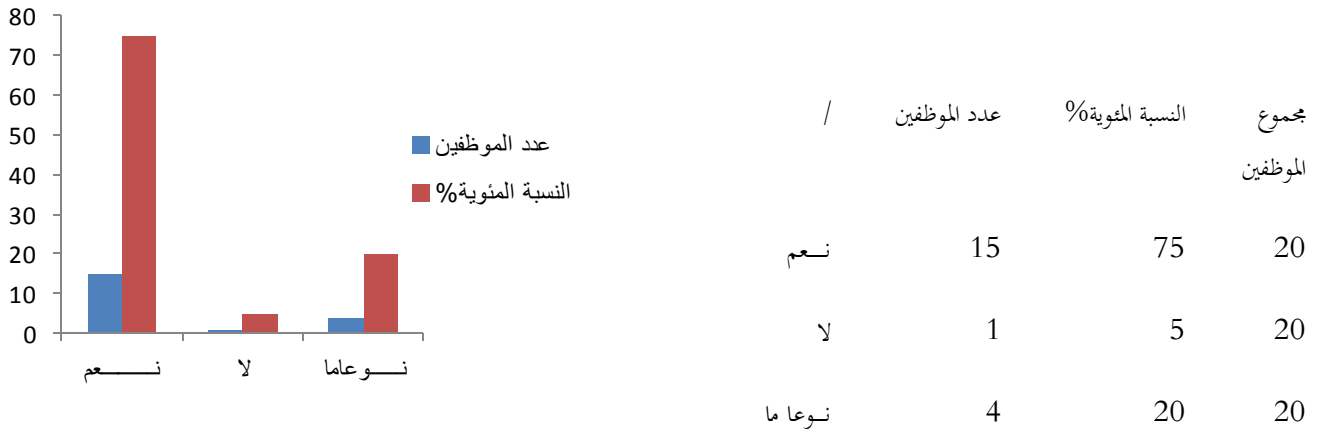 80
70
60
50
40
30
20
10
0
نـــــعم
لا
نــــوعاما
عدد الموظفين
النسبة المئوية%
/ عدد الموظفين النسبة المئوية% مجموع
الموظفين
نــعم 15 75 20
لا 1 5 20
نــوعا ما 4 20 20